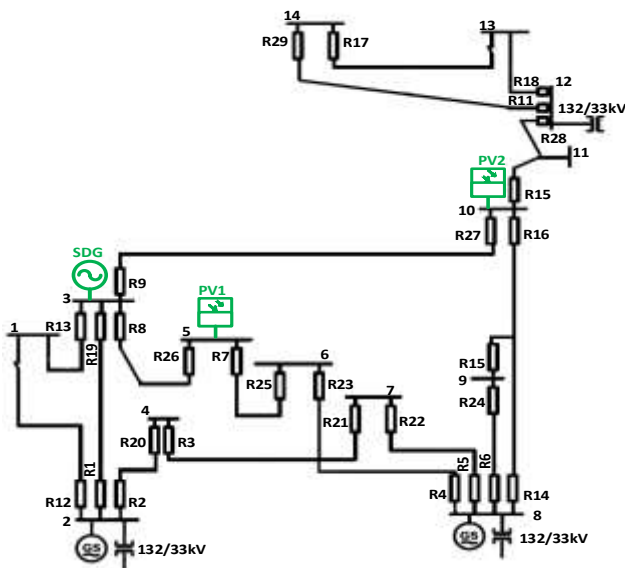 14
13
R29
R17
R18
12
R11
132/33kV
R28
11
PV2
R15
10
R27
R16
SDG
R9
3
1
R13
R19
R8
PV1
5
R26
R7
6
R25
R23
R15
9
R24
7
R21
R22
4
R20
R3
R1
R12
R2
2
GS
132/33kV
R5
R6
R4
R14
8
GS
132/33kV